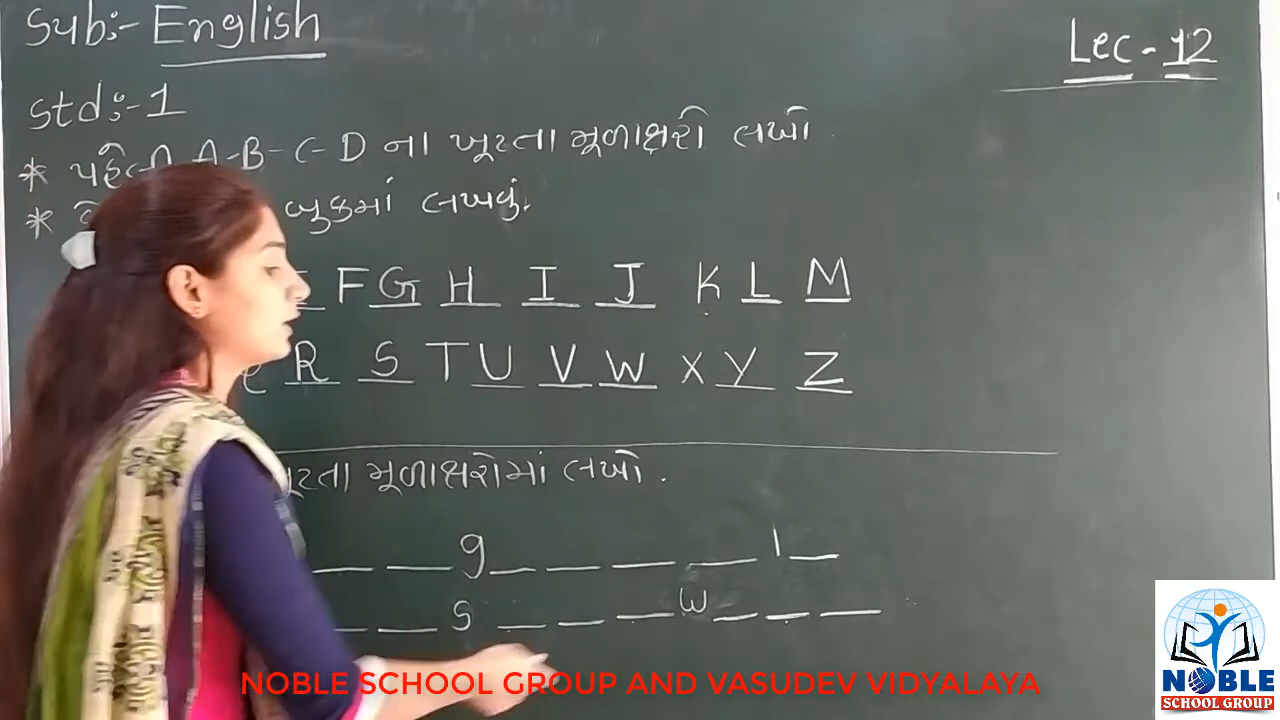 Sub:- English
Lec - 12
Std:-1
* પહેલી A-B-C-D ના ખૂટતા મૂળાક્ષરો લખો.
* બુકમાં લખવું.
F G H I J K L M
R S T U V W X Y Z
ખૂટતા મૂળાક્ષરોમાં લખો.
_ _ g _ _ _ _ l _
_ _ s _ _ _ w _ _ _
NOBLE SCHOOL GROUP AND VASUDEV VIDYALAYA
NOBLE
SCHOOL GROUP